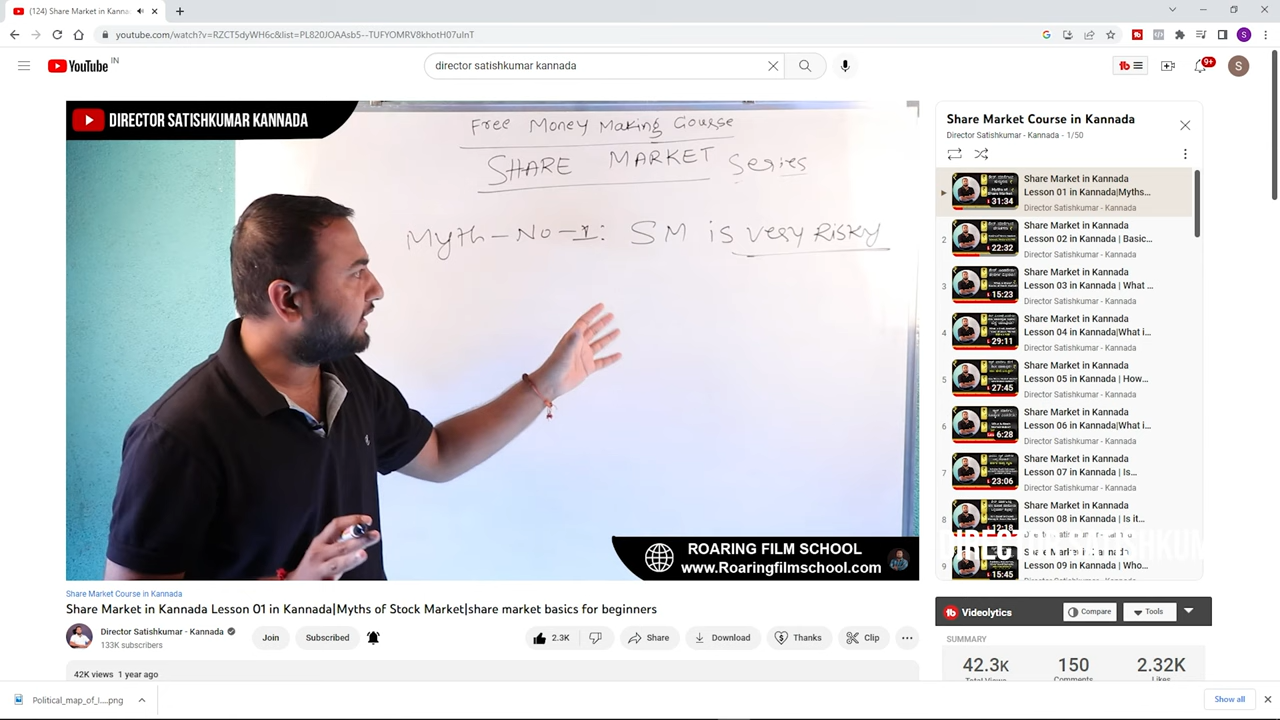 (124) Share Market in Kanna
youtube.com/watch?v=RZCT5dyWH6c&list=PL820JOAAsb5--TUFYOMRV8khotH07uInT
YouTube IN
director satishkumar kannada
9+
S
DIRECTOR SATISHKUMAR KANNADA
Free Money Making Course
SHARE MARKET Series
SM
Very Risky
ROARING FILM SCHOOL
www.Roaringfilmschool.com
Share Market Course in Kannada
Director Satishkumar - Kannada - 1/50
Share Market in Kannada
Lesson 01 in Kannada|Myths...
31:34
Director Satishkumar - Kannada
2
Share Market in Kannada
Lesson 02 in Kannada | Basic...
22:32
Director Satishkumar - Kannada
3
Share Market in Kannada
Lesson 03 in Kannada | What ...
15:23
Director Satishkumar - Kannada
4
Share Market in Kannada
Lesson 04 in Kannada|What i...
29:11
Director Satishkumar - Kannada
5
Share Market in Kannada
Lesson 05 in Kannada | How...
27:45
Director Satishkumar - Kannada
6
Share Market in Kannada
Lesson 06 in Kannada|What i...
6:28
Director Satishkumar - Kannada
7
Share Market in Kannada
Lesson 07 in Kannada | Is...
23:06
Director Satishkumar - Kannada
8
Share Market in Kannada
Lesson 08 in Kannada | Is it...
12:18
9
Share Market in Kannada
Lesson 09 in Kannada | Who...
15:45
Share Market Course in Kannada
Share Market in Kannada Lesson 01 in Kannada|Myths of Stock Market|share market basics for beginners
Director Satishkumar - Kannada
133K subscribers
Join
Subscribed
Share
Download
Clip
42K views 1 year ago
Videolytics
Compare
Tools
SUMMARY
42.3K
150
2.32K
Total Views
Comments
Likes
Political_map_of_I....png
Show all